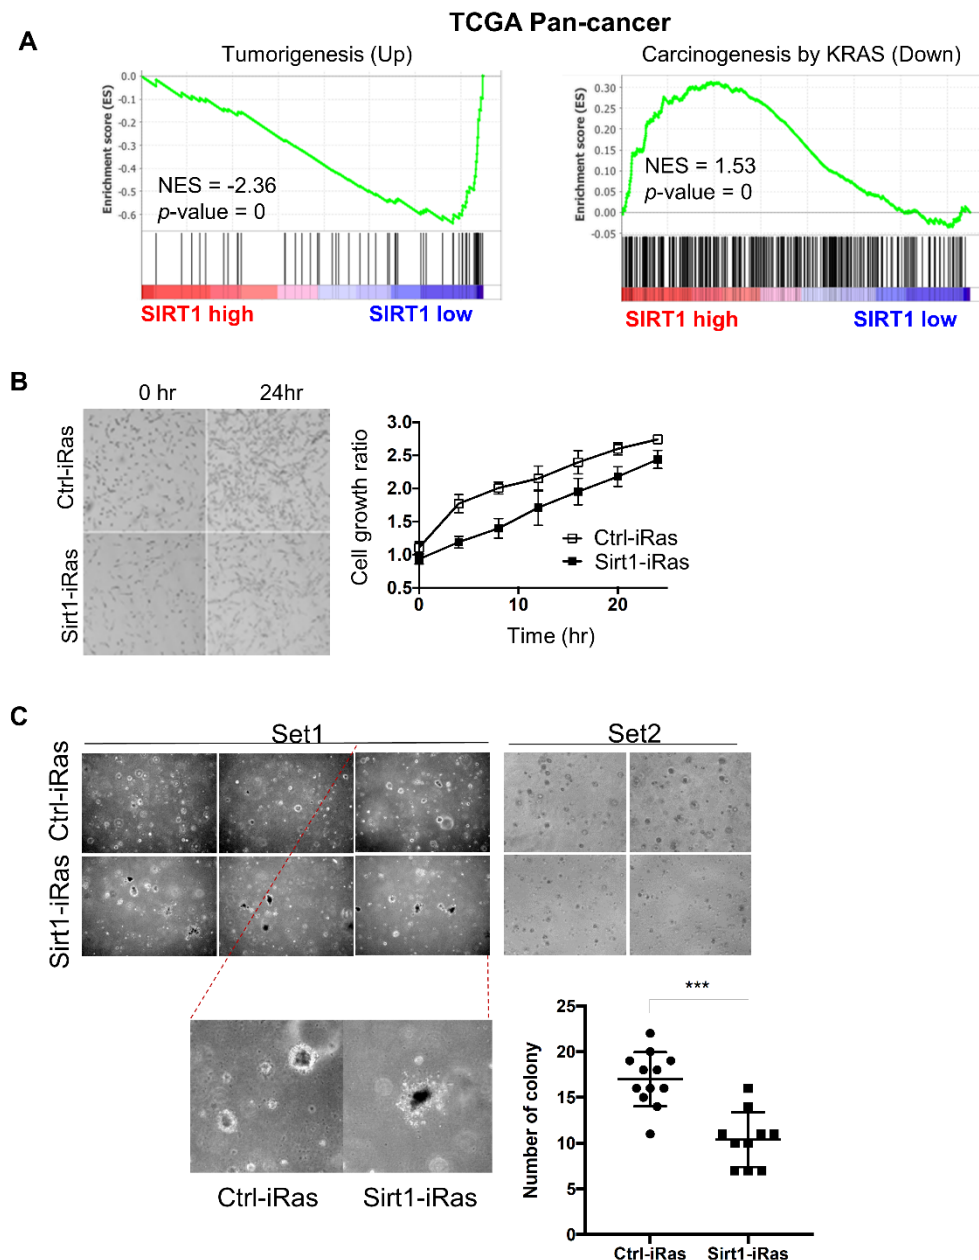 TCGA Pan-cancer
A
Tumorigenesis (Up)
Enrichment score (ES)
0.0
-0.1
-0.2
-0.3
-0.4
-0.5
-0.6
NES = -2.36
p-value = 0
SIRT1 high
SIRT1 low
Carcinogenesis by KRAS (Down)
Enrichment score (ES)
0.30
0.25
0.20
0.15
0.10
0.05
0.00
-0.05
NES = 1.53
p-value = 0
SIRT1 high
SIRT1 low
B
0 hr
24hr
Ctrl-iRas
Sirt1-iRas
Cell growth ratio
3.0
2.5
2.0
1.5
1.0
0.5
0
10
20
Time (hr)
Ctrl-iRas
Sirt1-iRas
C
Set1
Set2
Ctrl-iRas
Sirt1-iRas
Ctrl-iRas
Sirt1-iRas
***
Number of colony
25
20
15
10
5
0
Ctrl-iRas
Sirt1-iRas